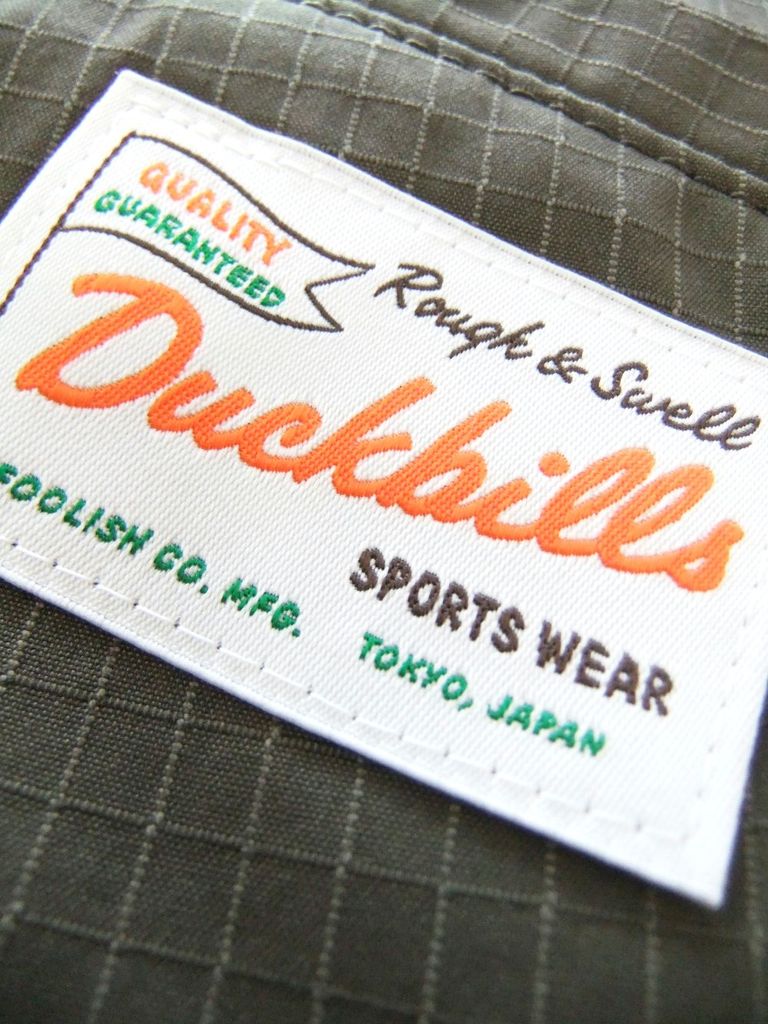 QUALITY
GUARANTEED
Rough & Swell
Duckbills
SPORTS WEAR
FOOLISH CO. MFG. TOKYO, JAPAN